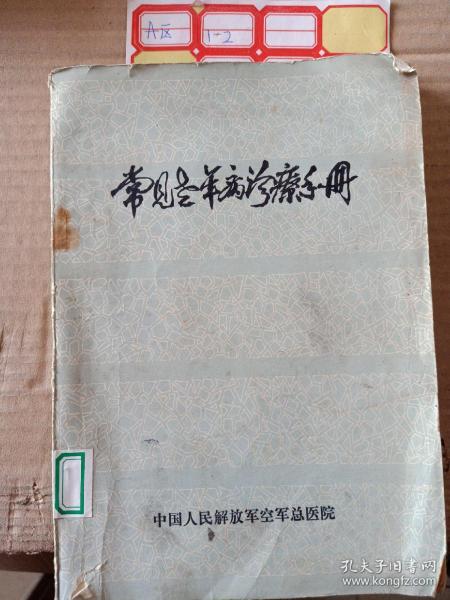 A区
1-2
常见老年病诊疗手册
中国人民解放军空军总医院
孔夫子旧书网
www.kongfz.com